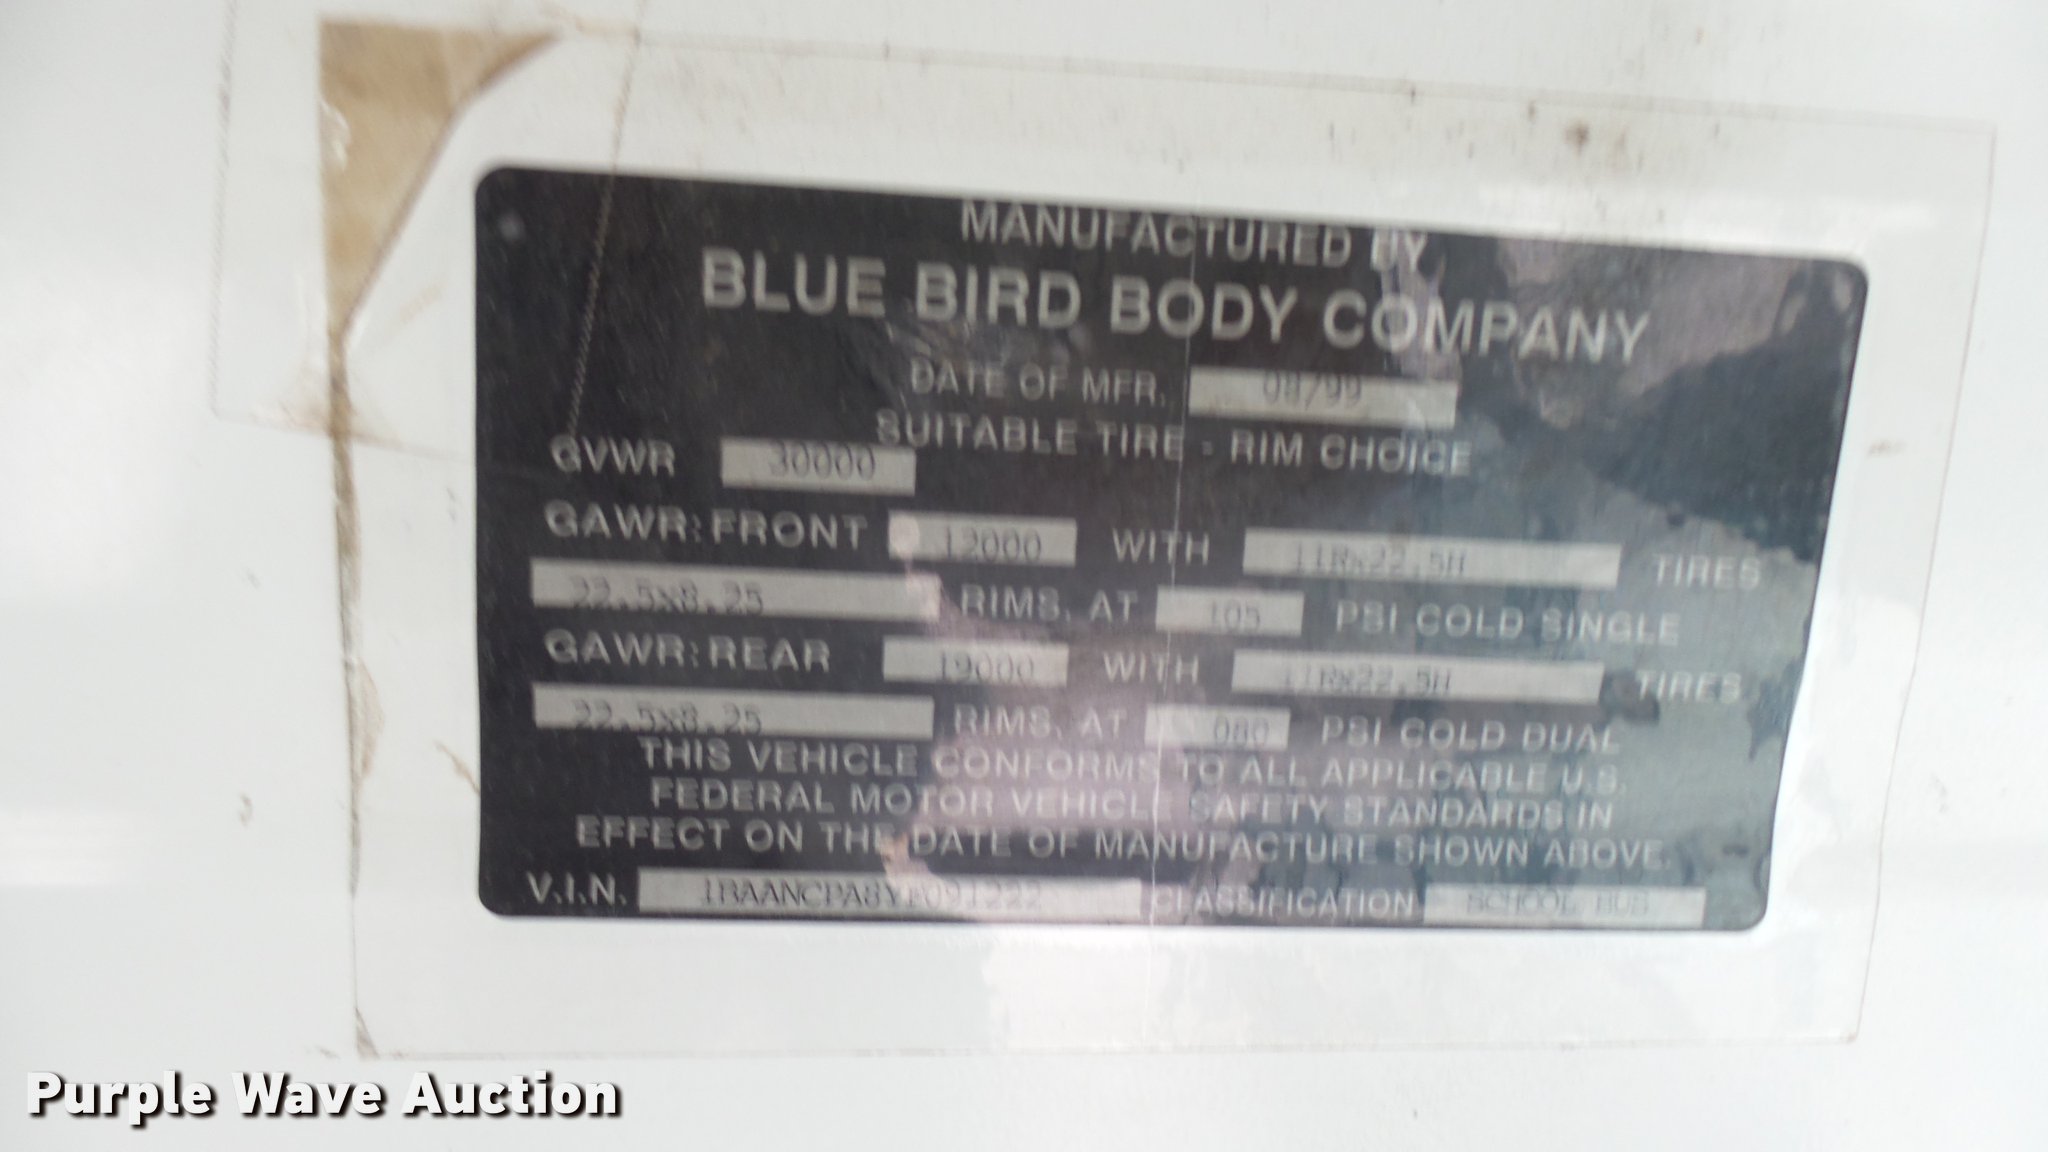 MANUFACTURED BY
BLUE BIRD BODY COMPANY
DATE OF MFR. 08/99
SUITABLE TIRE - RIM CHOICE
GVWR 30000
GAWR: FRONT 12000 WITH 11Rx22.5H TIRES
22.5x8.25 RIMS, AT 105 PSI COLD SINGLE
GAWR: REAR 19000 WITH 11Rx22.5H TIRES
22.5x8.25 RIMS, AT 080 PSI COLD DUAL
THIS VEHICLE CONFORMS TO ALL APPLICABLE U.S.
FEDERAL MOTOR VEHICLE SAFETY STANDARDS IN
EFFECT ON THE DATE OF MANUFACTURE SHOWN ABOVE.
V.I.N. CLASSIFICATION SCHOOL BUS
Purple Wave Auction